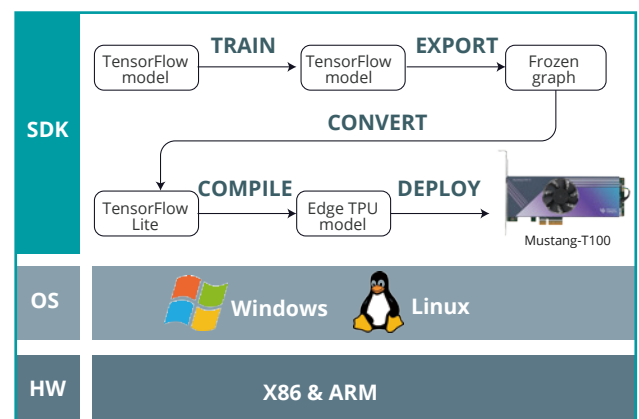 TRAIN
EXPORT
TensorFlow
model
TensorFlow
model
Frozen
graph
SDK
CONVERT
COMPILE
DEPLOY
TensorFlow
Lite
Edge TPU
model
Mustang-T100
OS
Windows
Linux
HW
X86 & ARM